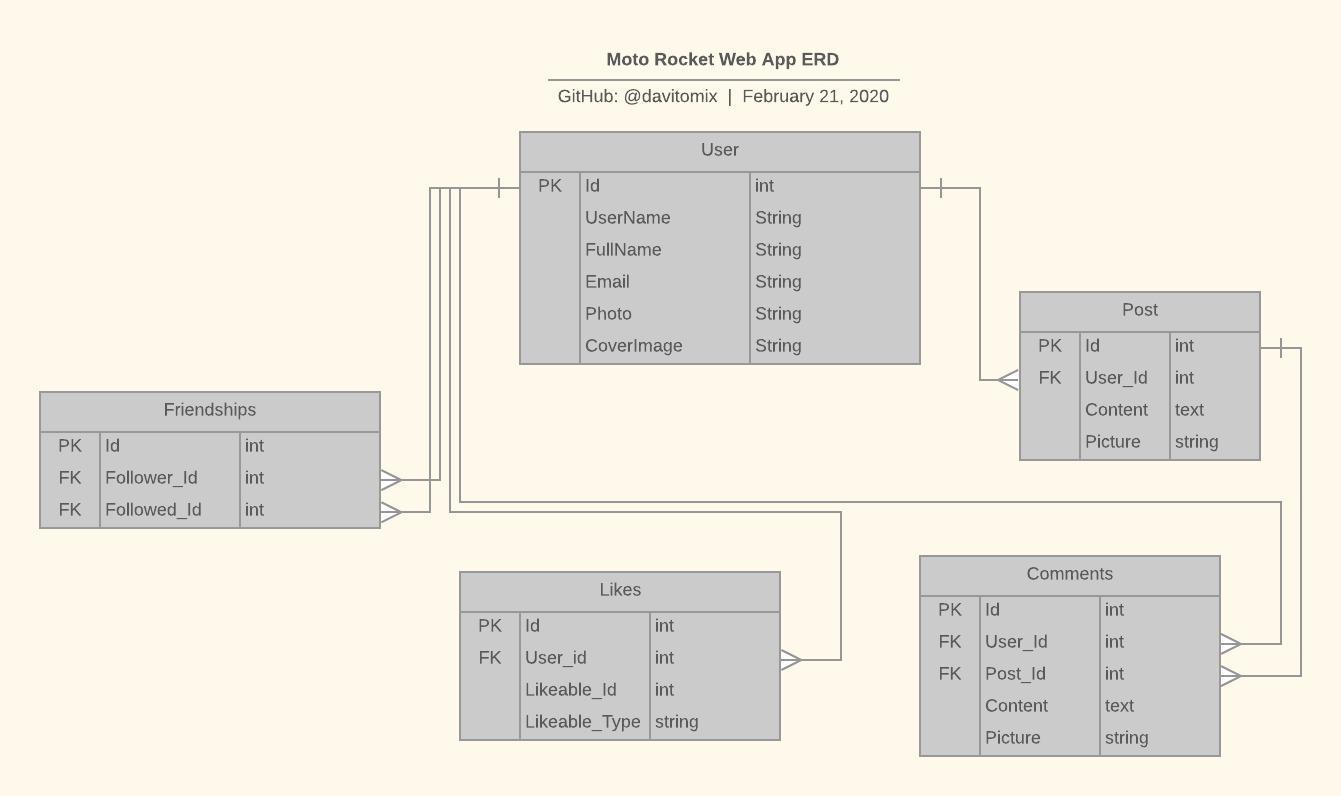 Moto Rocket Web App ERD
GitHub: @davitomix | February 21, 2020
User
PK Id int
UserName String
FullName String
Email String
Photo String
CoverImage String
Post
PK Id int
FK User_Id int
Content text
Picture string
Friendships
PK Id int
FK Follower_Id int
FK Followed_Id int
Likes
PK Id int
FK User_id int
Likeable_Id int
Likeable_Type string
Comments
PK Id int
FK User_Id int
FK Post_Id int
Content text
Picture string